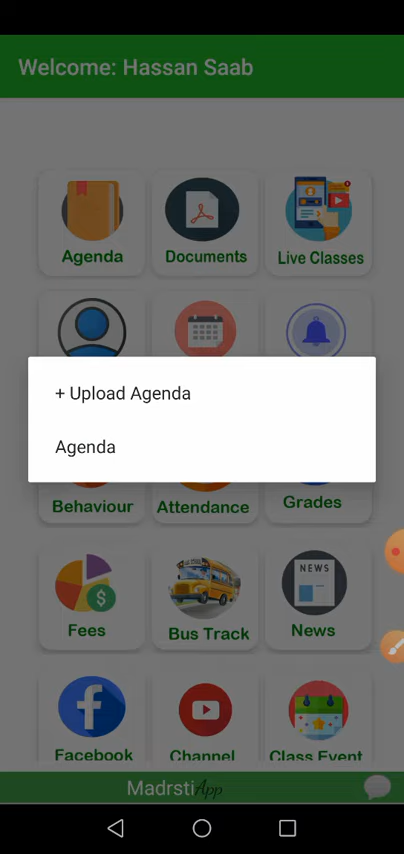 Welcome: Hassan Saab
Agenda
Documents
Live Classes
+ Upload Agenda
Agenda
Behaviour
Attendance
Grades
Fees
Bus Track
NEWS
News
Facebook
Channel
Class Event
MadrstiApp